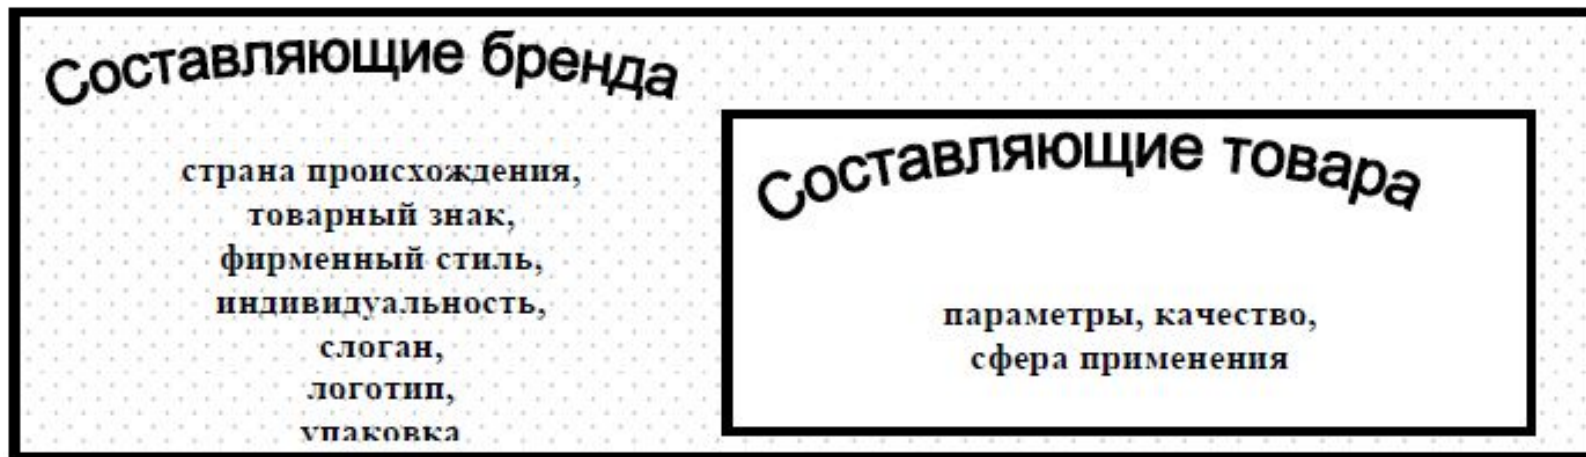 Составляющие бренда
страна происхождения,
товарный знак,
фирменный стиль,
индивидуальность,
слоган,
логотип,
упаковка
Составляющие товара
параметры, качество,
сфера применения